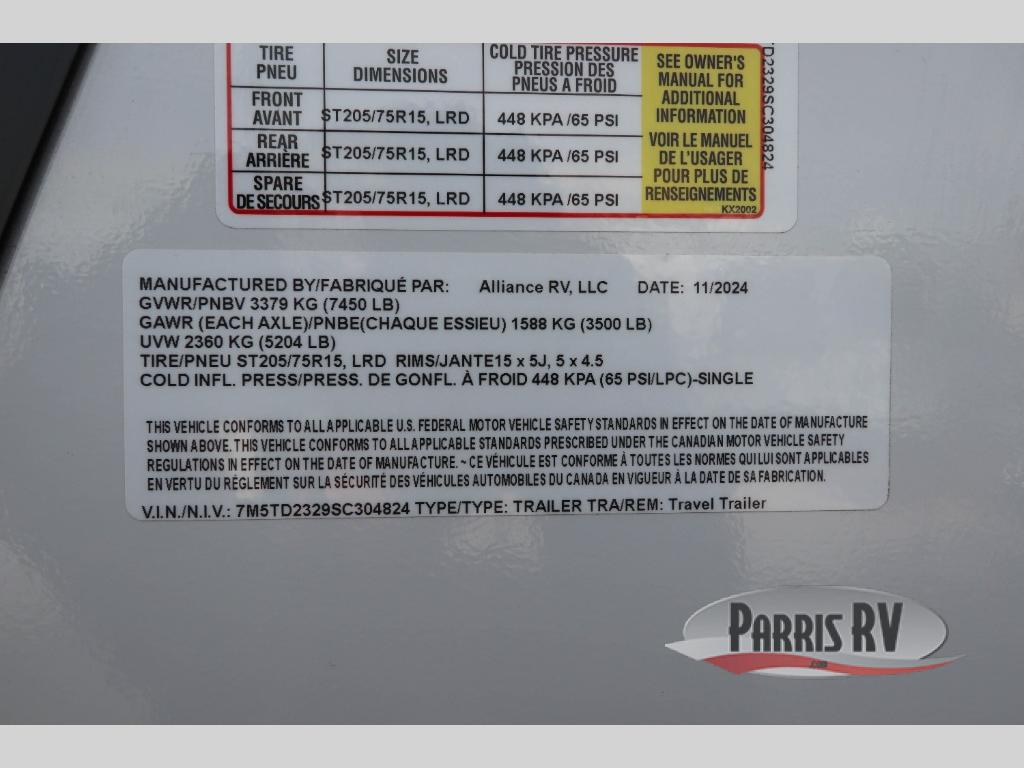 TIRE PNEU SIZE DIMENSIONS COLD TIRE PRESSURE PRESSION DES PNEUS A FROID
FRONT AVANT ST205/75R15, LRD 448 KPA /65 PSI
REAR ARRIÈRE ST205/75R15, LRD 448 KPA /65 PSI
SPARE DE SECOURS ST205/75R15, LRD 448 KPA /65 PSI
SEE OWNER'S
MANUAL FOR
ADDITIONAL
INFORMATION
VOIR LE MANUEL
DE L'USAGER
POUR PLUS DE
RENSEIGNEMENTS
KX2002
TD2329SC304824
MANUFACTURED BY/FABRIQUÉ PAR: Alliance RV, LLC DATE: 11/2024
GVWR/PNBV 3379 KG (7450 LB)
GAWR (EACH AXLE)/PNBE(CHAQUE ESSIEU) 1588 KG (3500 LB)
UVW 2360 KG (5204 LB)
TIRE/PNEU ST205/75R15, LRD RIMS/JANTE15 x 5J, 5 x 4.5
COLD INFL. PRESS/PRESS. DE GONFL. À FROID 448 KPA (65 PSI/LPC)-SINGLE
THIS VEHICLE CONFORMS TO ALL APPLICABLE U.S. FEDERAL MOTOR VEHICLE SAFETY STANDARDS IN EFFECT ON THE DATE OF MANUFACTURE
SHOWN ABOVE. THIS VEHICLE CONFORMS TO ALL APPLICABLE STANDARDS PRESCRIBED UNDER THE CANADIAN MOTOR VEHICLE SAFETY
REGULATIONS IN EFFECT ON THE DATE OF MANUFACTURE. ~ CE VÉHICULE EST CONFORME À TOUTES LES NORMES QUI LUI SONT APPLICABLES
EN VERTU DU RÈGLEMENT SUR LA SÉCURITÉ DES VÉHICULES AUTOMOBILES DU CANADA EN VIGUEUR À LA DATE DE SA FABRICATION.
V.I.N./N.I.V.: 7M5TD2329SC304824 TYPE/TYPE: TRAILER TRA/REM: Travel Trailer
PARRIS RV
.com